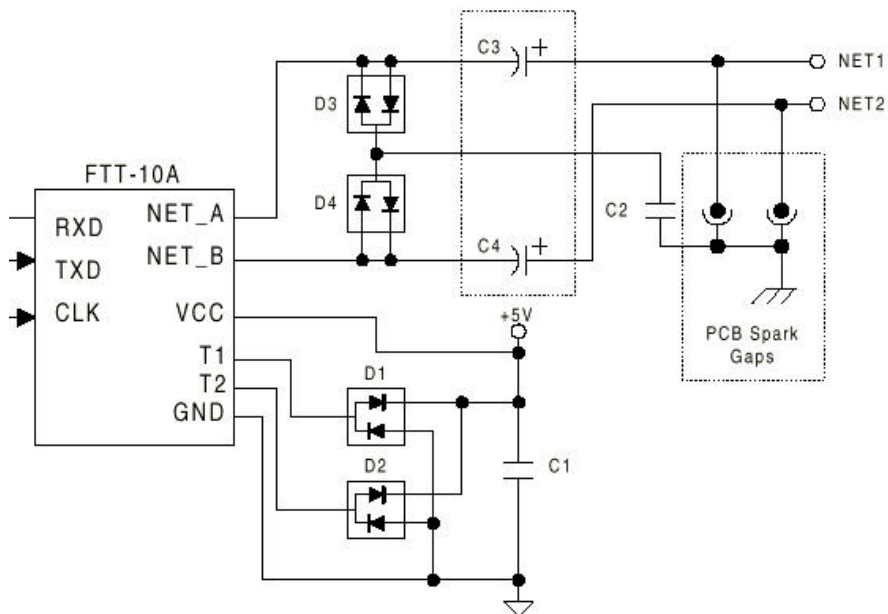 C3 +
NET1
NET2
D3
FTT-10A
D4
C2
RXD NET_A
TXD NET_B
C4 +
CLK VCC
+5V
PCB Spark
Gaps
T1
T2
D1
GND
C1
D2